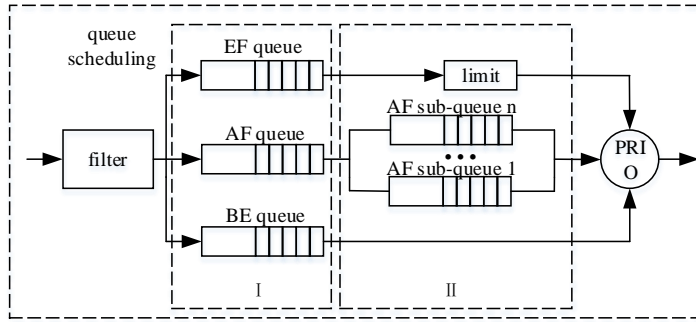 queue
scheduling
EF queue
limit
filter
AF queue
AF sub-queue n
•••
AF sub-queue 1
PRI
O
BE queue
I
II